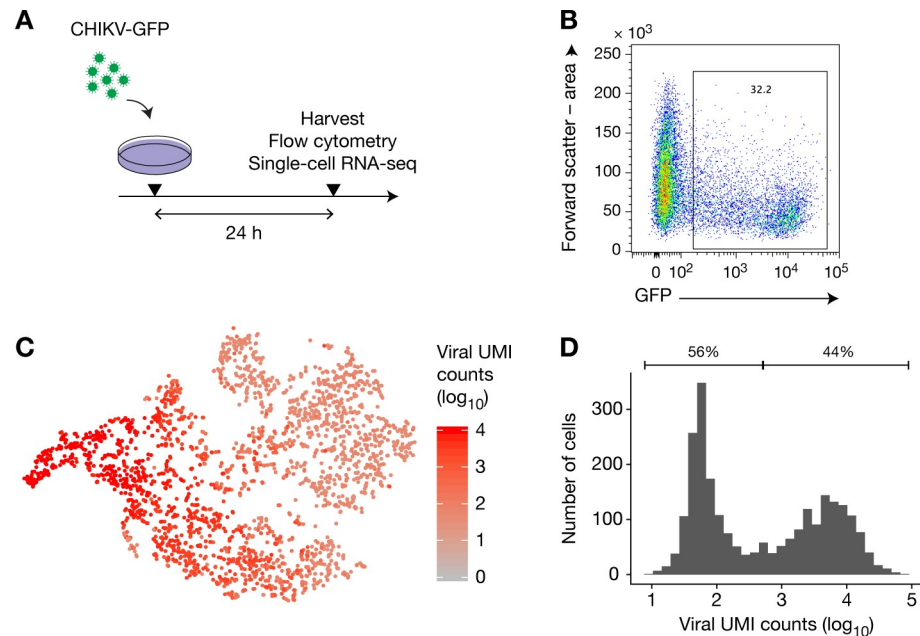 A
CHIKV-GFP
Harvest
Flow cytometry
Single-cell RNA-seq
24 h
B
× 10³
Forward scatter – area
250
200
150
100
50
0
32.2
0 10² 10³ 10⁴ 10⁵
GFP
C
Viral UMI
counts
(log₁₀)
4
3
2
1
0
D
56% 44%
Number of cells
300
200
100
0
1 2 3 4 5
Viral UMI counts (log₁₀)